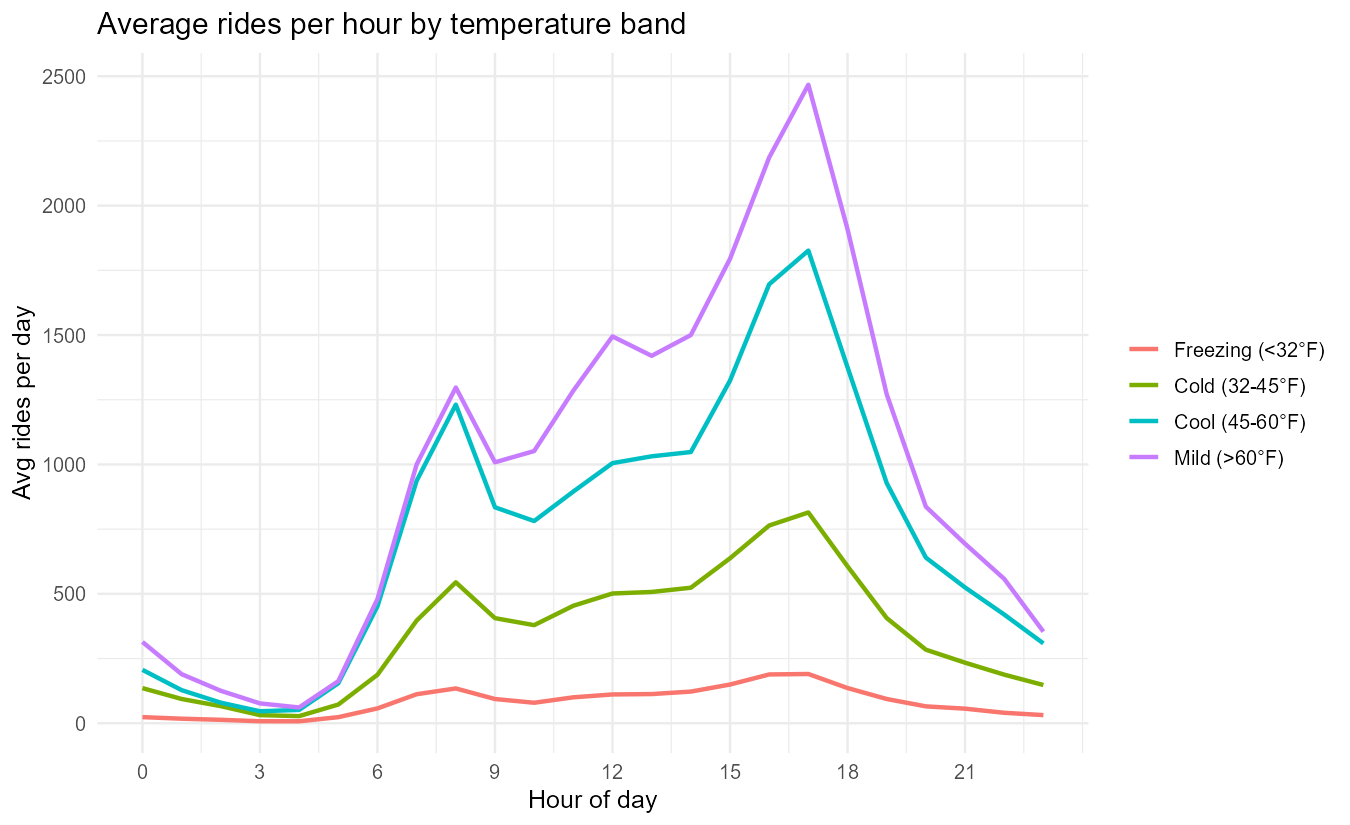 Average rides per hour by temperature band
Avg rides per day
2500
2000
1500
1000
500
0
0 3 6 9 12 15 18 21
Hour of day
Freezing (<32°F)
Cold (32-45°F)
Cool (45-60°F)
Mild (>60°F)